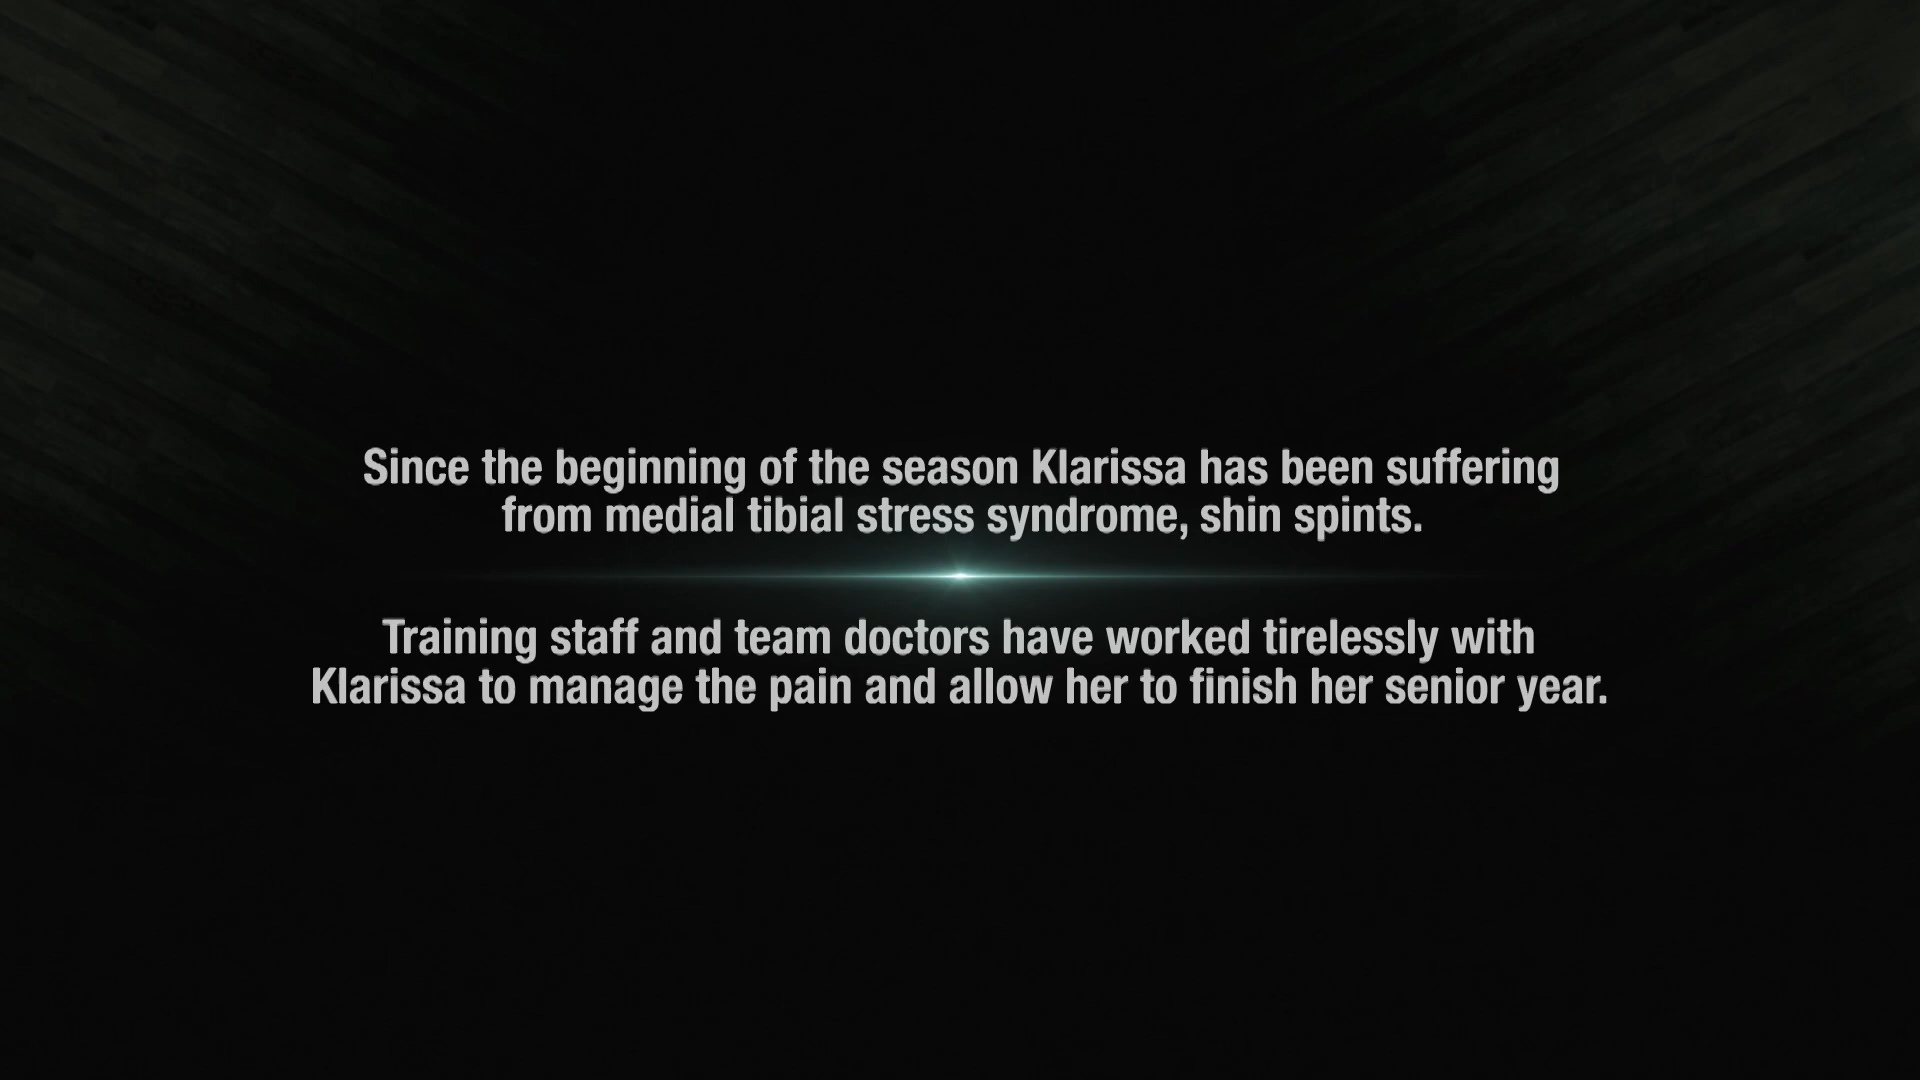 Since the beginning of the season Klarissa has been suffering
from medial tibial stress syndrome, shin spints.
Training staff and team doctors have worked tirelessly with
Klarissa to manage the pain and allow her to finish her senior year.